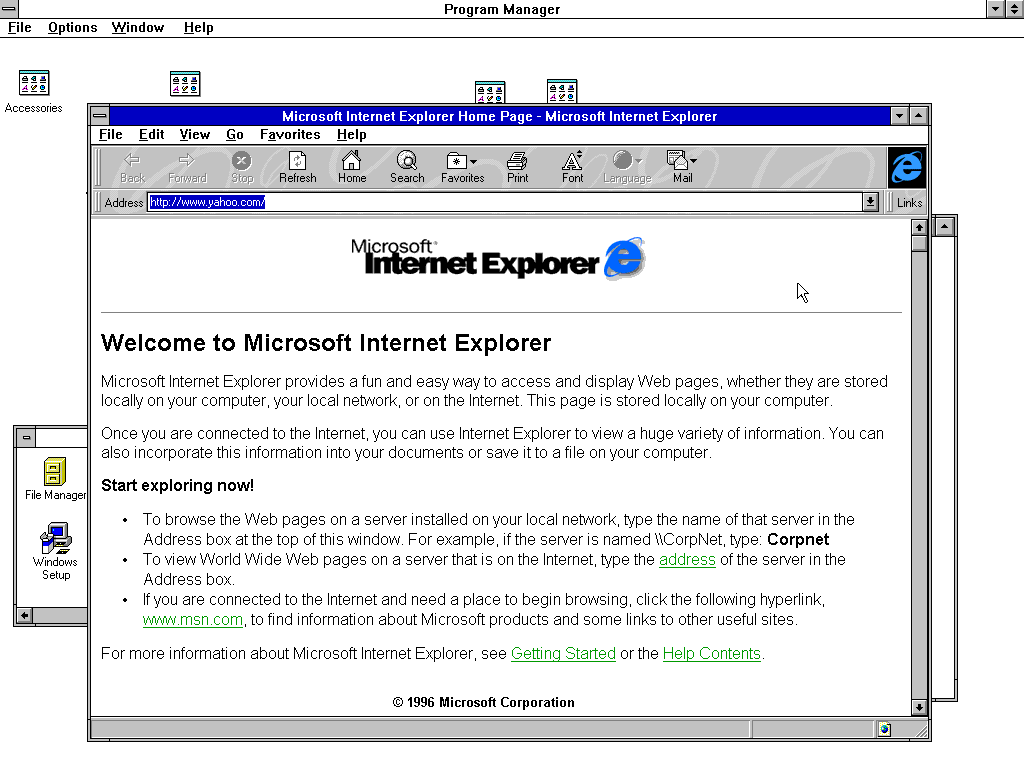 Program Manager
File Options Window Help
Accessories
Microsoft Internet Explorer Home Page - Microsoft Internet Explorer
File Edit View Go Favorites Help
Back Forward Stop Refresh Home Search Favorites Print Font Language Mail
Address http://www.yahoo.com/ Links
Microsoft®
Internet Explorer
Welcome to Microsoft Internet Explorer
Microsoft Internet Explorer provides a fun and easy way to access and display Web pages, whether they are stored
locally on your computer, your local network, or on the Internet. This page is stored locally on your computer.
Once you are connected to the Internet, you can use Internet Explorer to view a huge variety of information. You can
also incorporate this information into your documents or save it to a file on your computer.
Start exploring now!
• To browse the Web pages on a server installed on your local network, type the name of that server in the
Address box at the top of this window. For example, if the server is named \\CorpNet, type: Corpnet
• To view World Wide Web pages on a server that is on the Internet, type the address of the server in the
Address box.
• If you are connected to the Internet and need a place to begin browsing, click the following hyperlink,
www.msn.com, to find information about Microsoft products and some links to other useful sites.
For more information about Microsoft Internet Explorer, see Getting Started or the Help Contents.
© 1996 Microsoft Corporation
File Manager
Windows
Setup